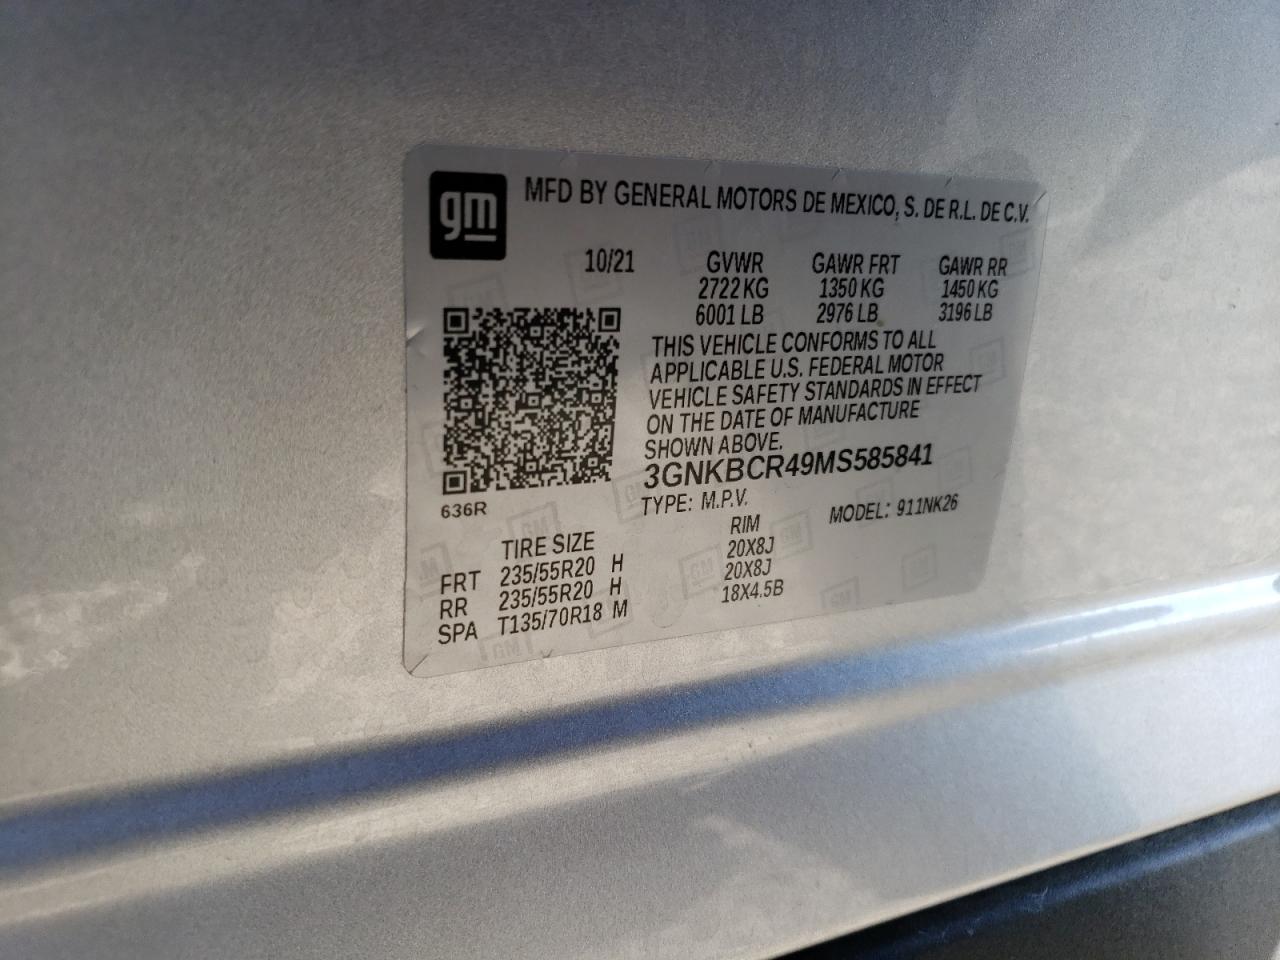 gm
MFD BY GENERAL MOTORS DE MEXICO, S. DE R.L. DE C.V.
10/21 GVWR GAWR FRT GAWR RR
2722 KG 1350 KG 1450 KG
6001 LB 2976 LB 3196 LB
THIS VEHICLE CONFORMS TO ALL
APPLICABLE U.S. FEDERAL MOTOR
VEHICLE SAFETY STANDARDS IN EFFECT
ON THE DATE OF MANUFACTURE
SHOWN ABOVE.
3GNKBCR49MS585841
636R
TYPE: M.P.V. MODEL: 911NK26
TIRE SIZE RIM
FRT 235/55R20 H 20X8J
RR 235/55R20 H 20X8J
SPA T135/70R18 M 18X4.5B